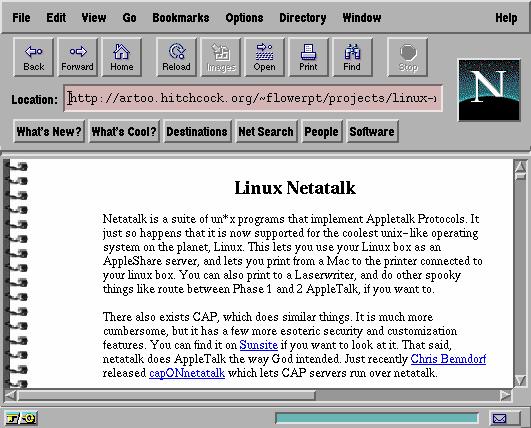 File Edit View Go Bookmarks Options Directory Window Help
Back Forward Home Reload Images Open Print Find Stop
Location: http://artoo.hitchcock.org/~flowerpt/projects/linux-
N
What's New? What's Cool? Destinations Net Search People Software
Linux Netatalk
Netatalk is a suite of un*x programs that implement Appletalk Protocols. It
just so happens that it is now supported for the coolest unix-like operating
system on the planet, Linux. This lets you use your Linux box as an
AppleShare server, and lets you print from a Mac to the printer connected to
your linux box. You can also print to a Laserwriter, and do other spooky
things like route between Phase 1 and 2 AppleTalk, if you want to.
There also exists CAP, which does similar things. It is much more
cumbersome, but it has a few more esoteric security and customization
features. You can find it on Sunsite if you want to look at it. That said,
netatalk does AppleTalk the way God intended. Just recently Chris Benndorf
released capONnetatalk which lets CAP servers run over netatalk.